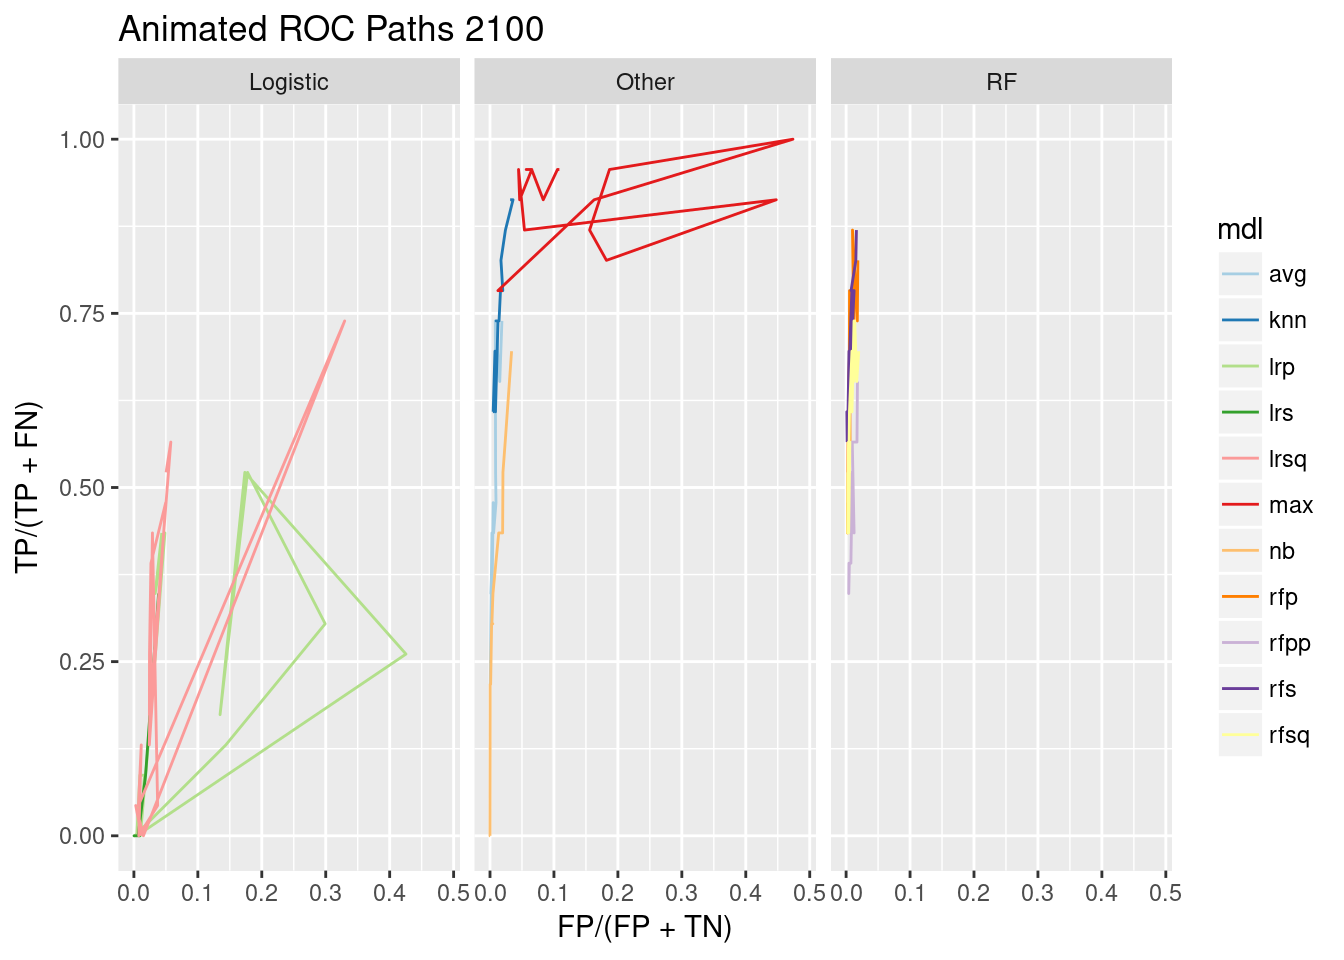 Animated ROC Paths 2100
Logistic
Other
RF
1.00
0.75
0.50
0.25
0.00
TP/(TP + FN)
0.0 0.1 0.2 0.3 0.4 0.5
0.0 0.1 0.2 0.3 0.4 0.5
0.0 0.1 0.2 0.3 0.4 0.5
FP/(FP + TN)
mdl
avg
knn
lrp
lrs
lrsq
max
nb
rfp
rfpp
rfs
rfsq